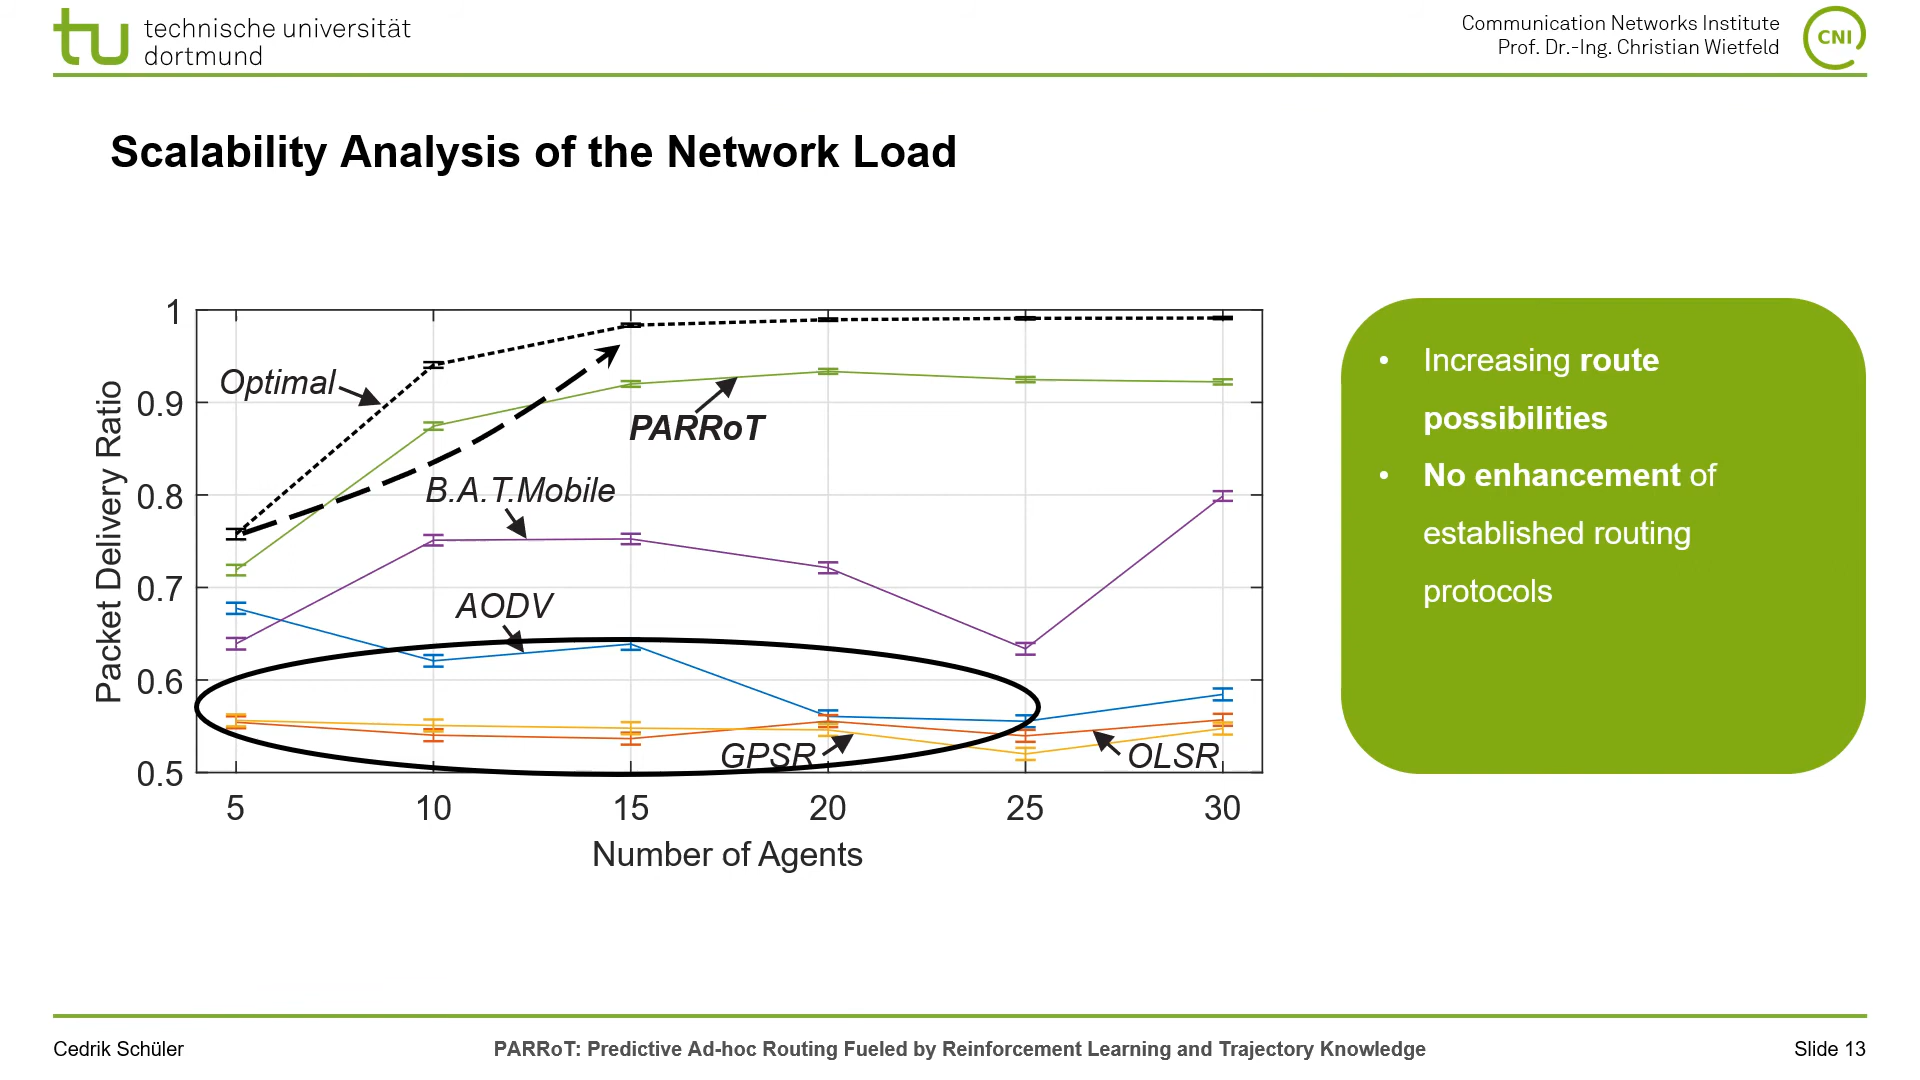 technische universität
dortmund
Communication Networks Institute
Prof. Dr.-Ing. Christian Wietfeld
CNI
Scalability Analysis of the Network Load
1
0.9
0.8
0.7
0.6
0.5
Packet Delivery Ratio
Optimal
PARRoT
B.A.T.Mobile
AODV
GPSR
OLSR
5 10 15 20 25 30
Number of Agents
• Increasing route
possibilities
• No enhancement of
established routing
protocols
Cedrik Schüler
PARRoT: Predictive Ad-hoc Routing Fueled by Reinforcement Learning and Trajectory Knowledge
Slide 13